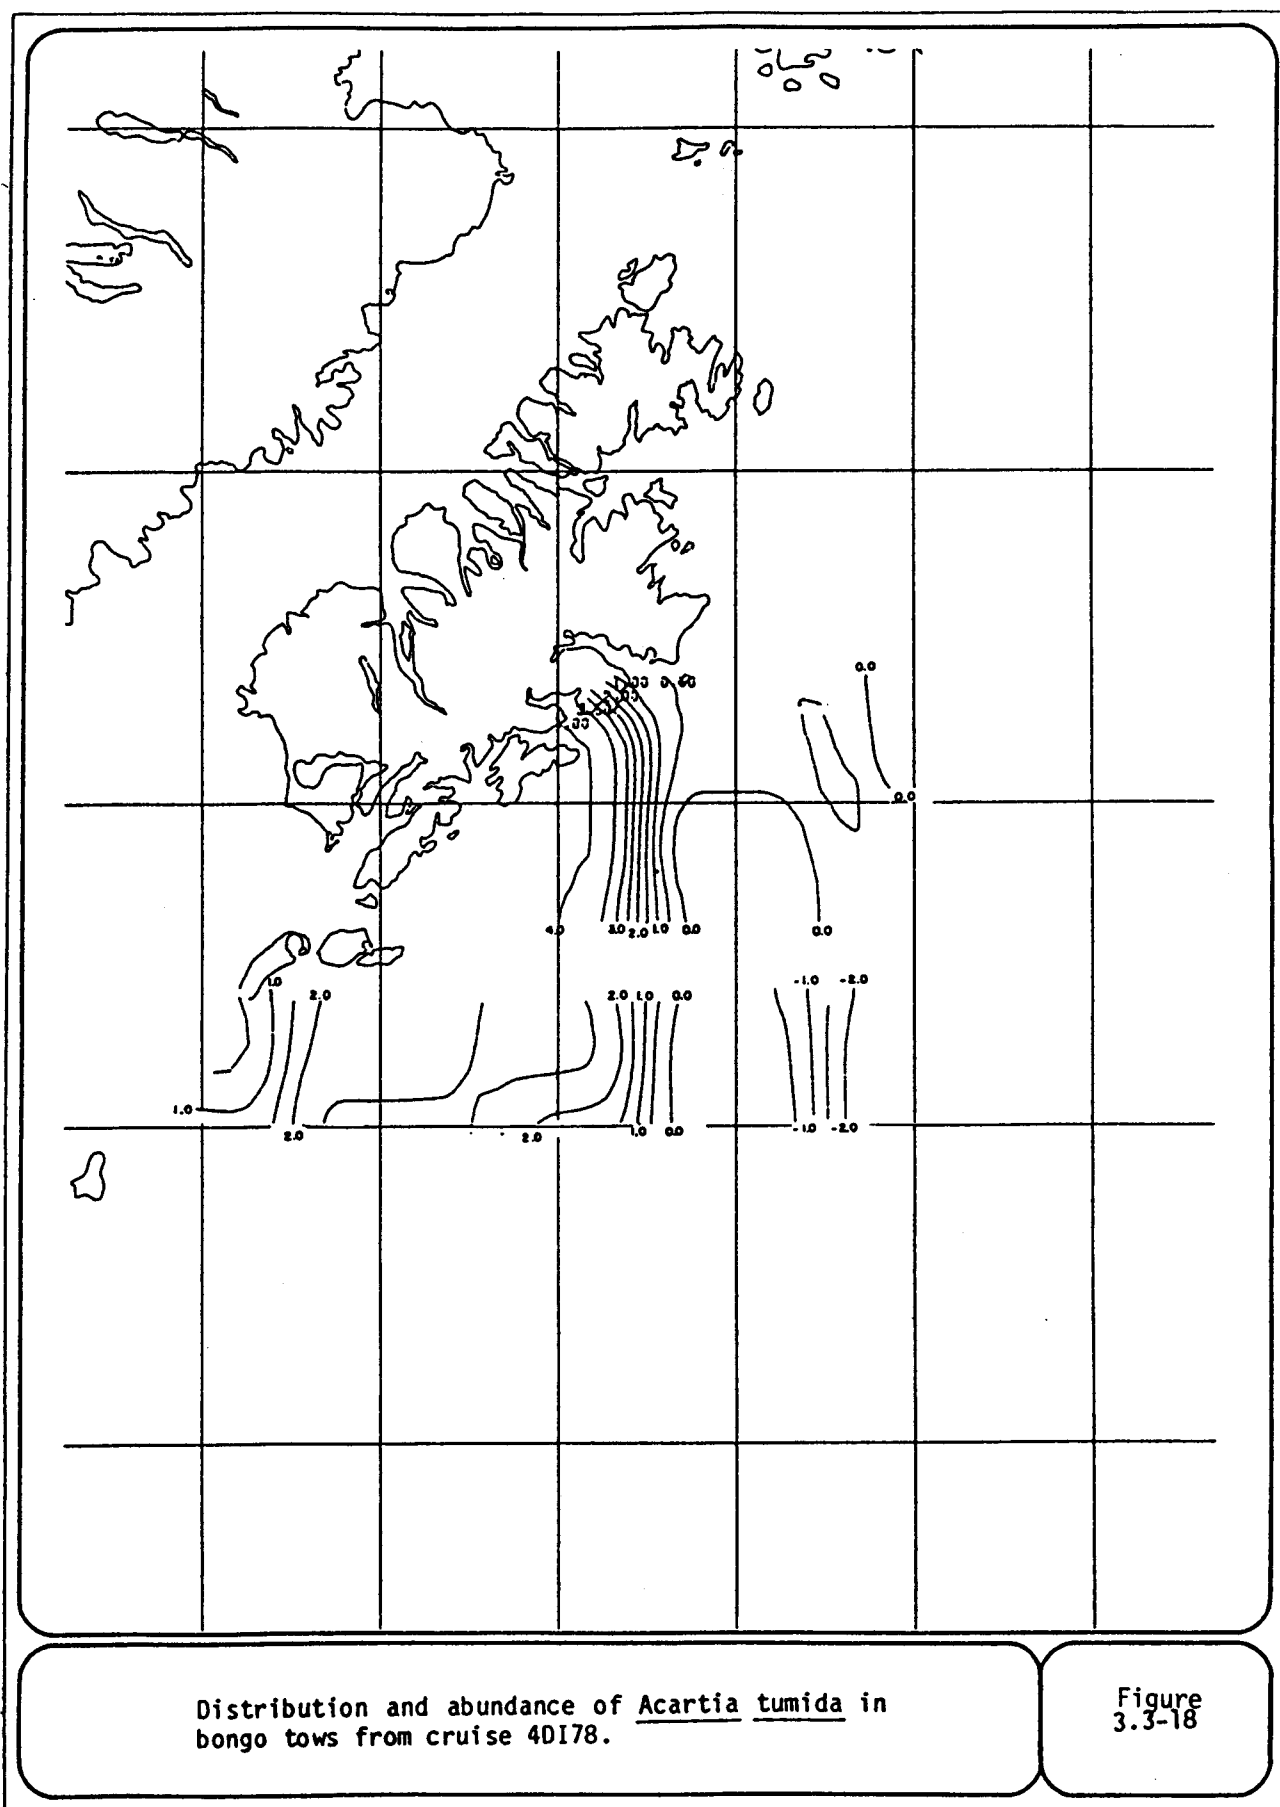 0.0
0.0
4.0 3.0 2.0 1.0 0.0 0.0
1.0 2.0 2.0 1.0 0.0 -1.0 -2.0
1.0
2.0 2.0 1.0 0.0 -1.0 -2.0
Distribution and abundance of Acartia tumida in
bongo tows from cruise 4DI78.
Figure
3.3-18